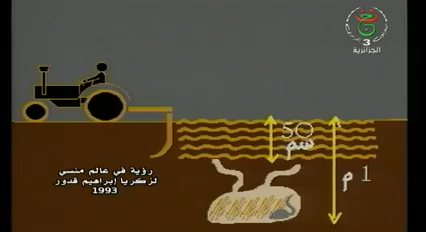 3
الجزائرية
50
سم
1 م
رؤية في عالم منسي
لزكريا إبراهيم قدور
1993